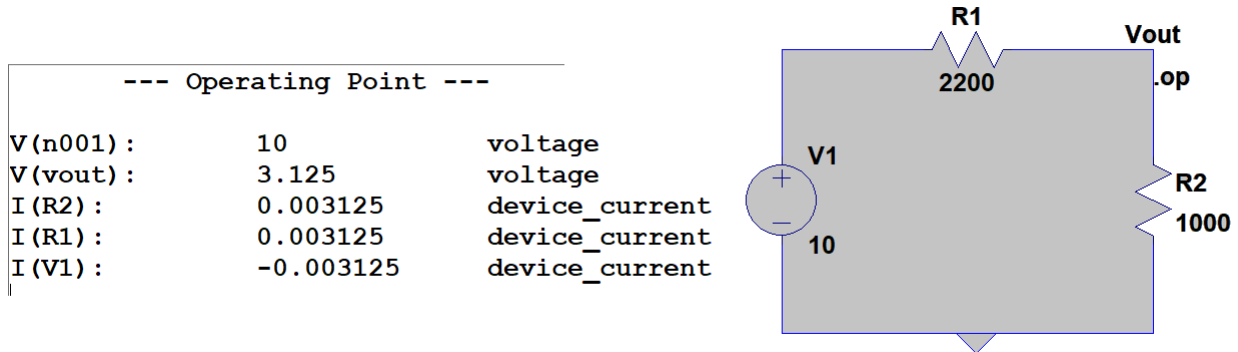 --- Operating Point ---
V(n001): 10 voltage
V(vout): 3.125 voltage
I(R2): 0.003125 device_current
I(R1): 0.003125 device_current
I(V1): -0.003125 device_current
R1
2200
Vout
.op
V1
10
R2
1000